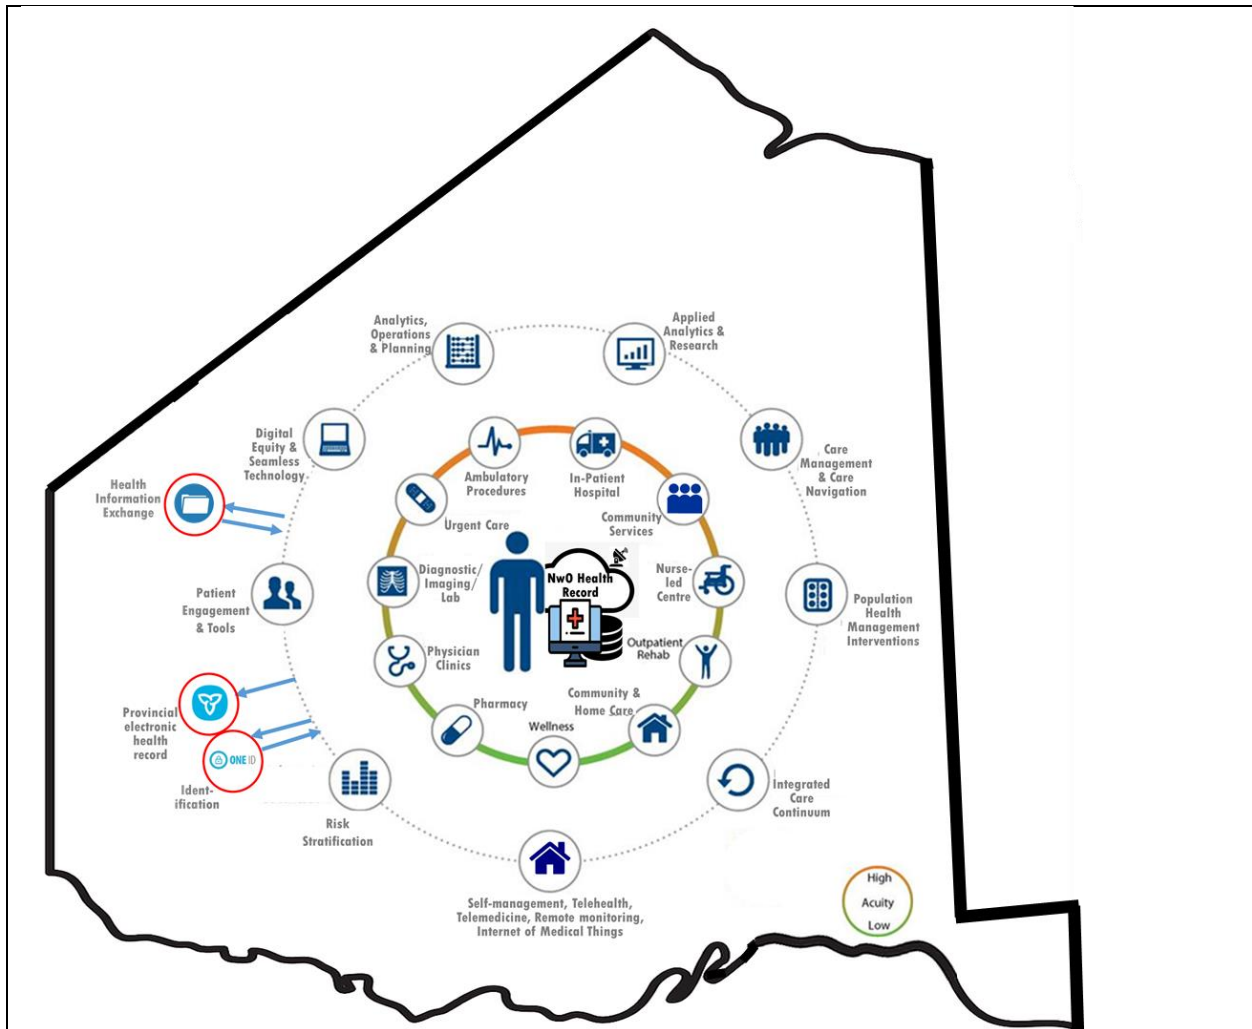 Analytics,
Operations
& Planning
Applied
Analytics &
Research
Digital
Equity &
Seamless
Technology
Care
Management
& Care
Navigation
Health
Information
Exchange
Ambulatory
Procedures
In-Patient
Hospital
Urgent Care
Community
Services
Diagnostic/
Imaging/
Lab
NwO Health
Record
Nurse-
led
Centre
Patient
Engagement
& Tools
Population
Health
Management
Interventions
Physician
Clinics
Outpatient
Rehab
Pharmacy
Community &
Home Care
Wellness
Provincial
electronic
health
record
ONE ID
Ident-
ification
Risk
Stratification
Integrated
Care
Continuum
Self-management, Telehealth,
Telemedicine, Remote monitoring,
Internet of Medical Things
High
Acuity
Low